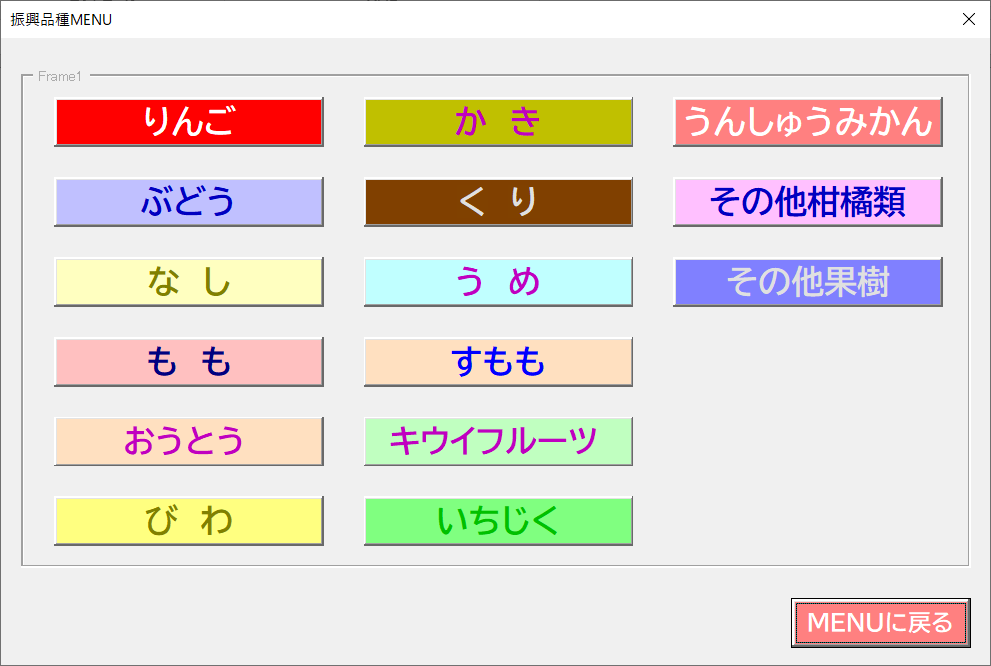 振興品種MENU
Frame1
りんご
か き
うんしゅうみかん
ぶどう
く り
その他柑橘類
な し
う め
その他果樹
も も
すもも
おうとう
キウイフルーツ
び わ
いちじく
MENUに戻る